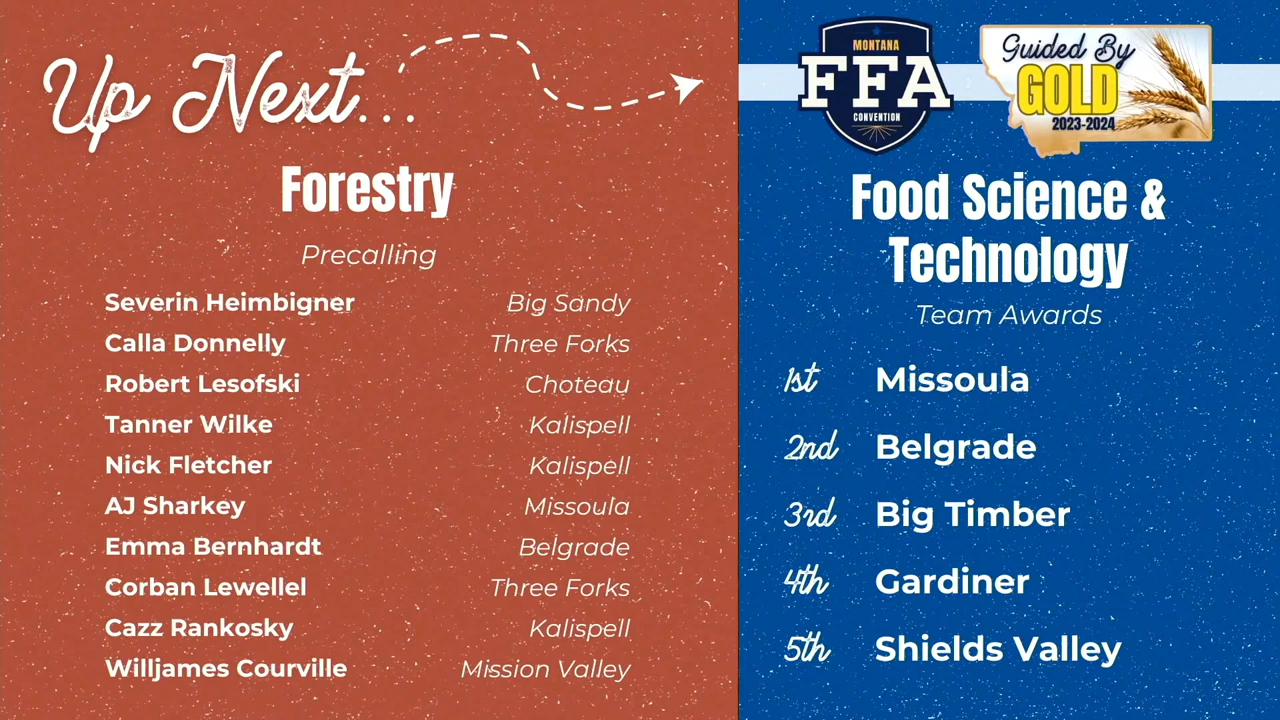 Up Next...
Forestry
Precalling
Severin Heimbigner Big Sandy
Calla Donnelly Three Forks
Robert Lesofski Choteau
Tanner Wilke Kalispell
Nick Fletcher Kalispell
AJ Sharkey Missoula
Emma Bernhardt Belgrade
Corban Lewellel Three Forks
Cazz Rankosky Kalispell
Willjames Courville Mission Valley
MONTANA
FFA
CONVENTION
Guided By
GOLD
2023-2024
Food Science &
Technology
Team Awards
1st Missoula
2nd Belgrade
3rd Big Timber
4th Gardiner
5th Shields Valley